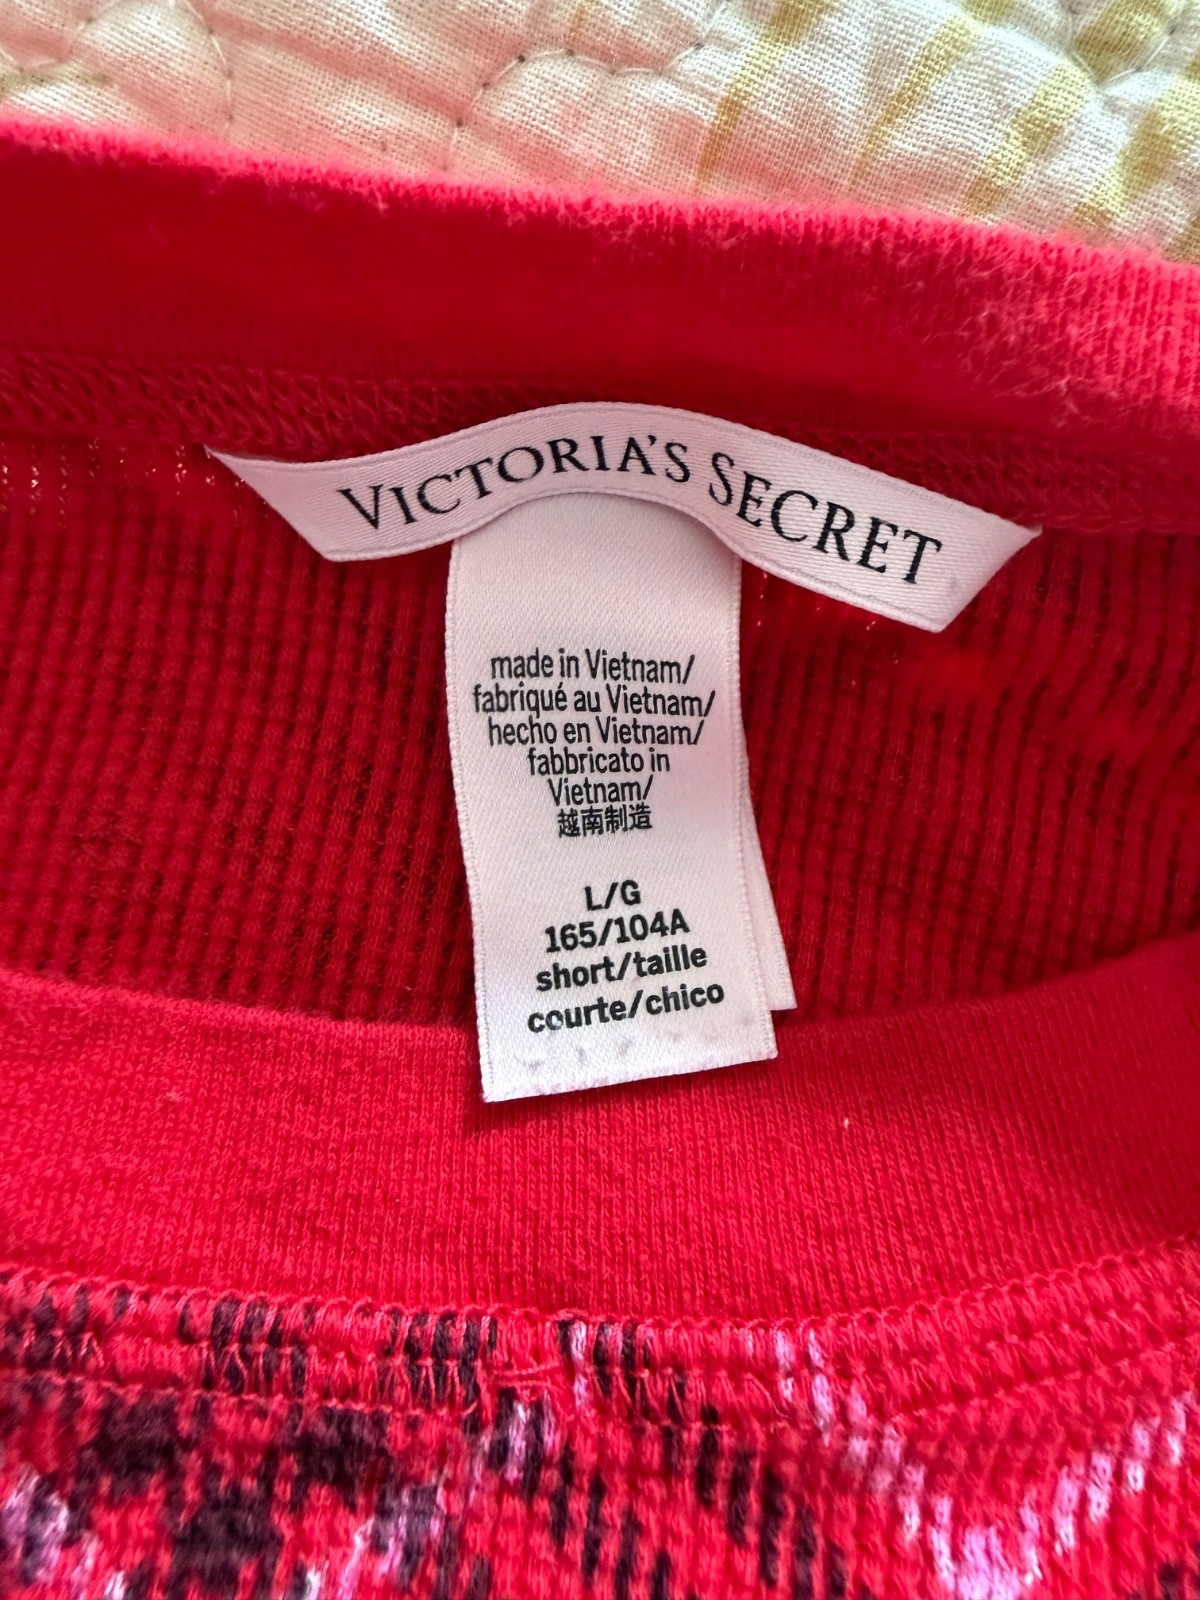 VICTORIA'S SECRET
made in Vietnam/
fabriqué au Vietnam/
hecho en Vietnam/
fabbricato in
Vietnam/
越南制造
L/G
165/104A
short/taille
courte/chico